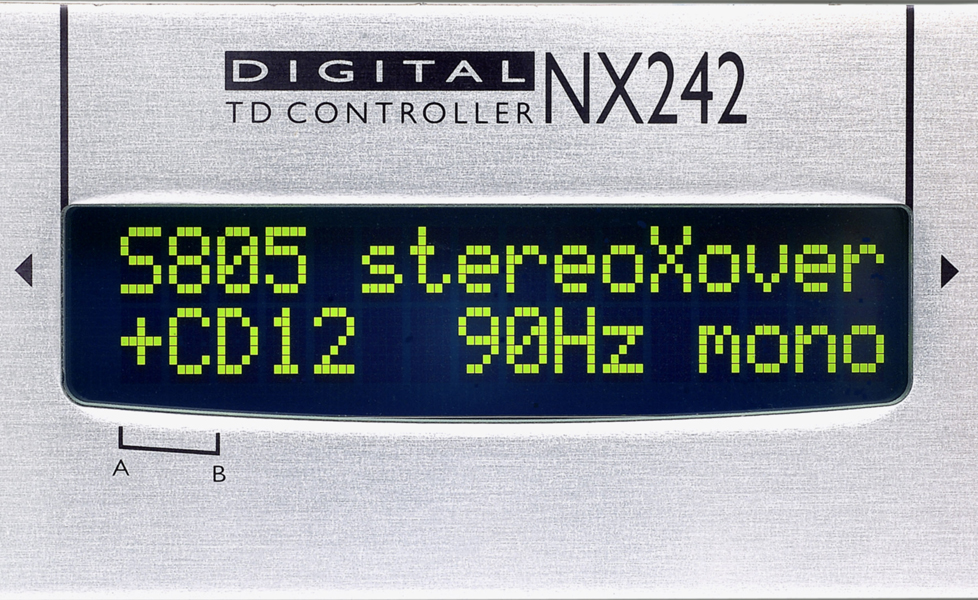 DIGITAL
TD CONTROLLER NX242
S805 stereoXover
+CD12 90Hz mono
A B